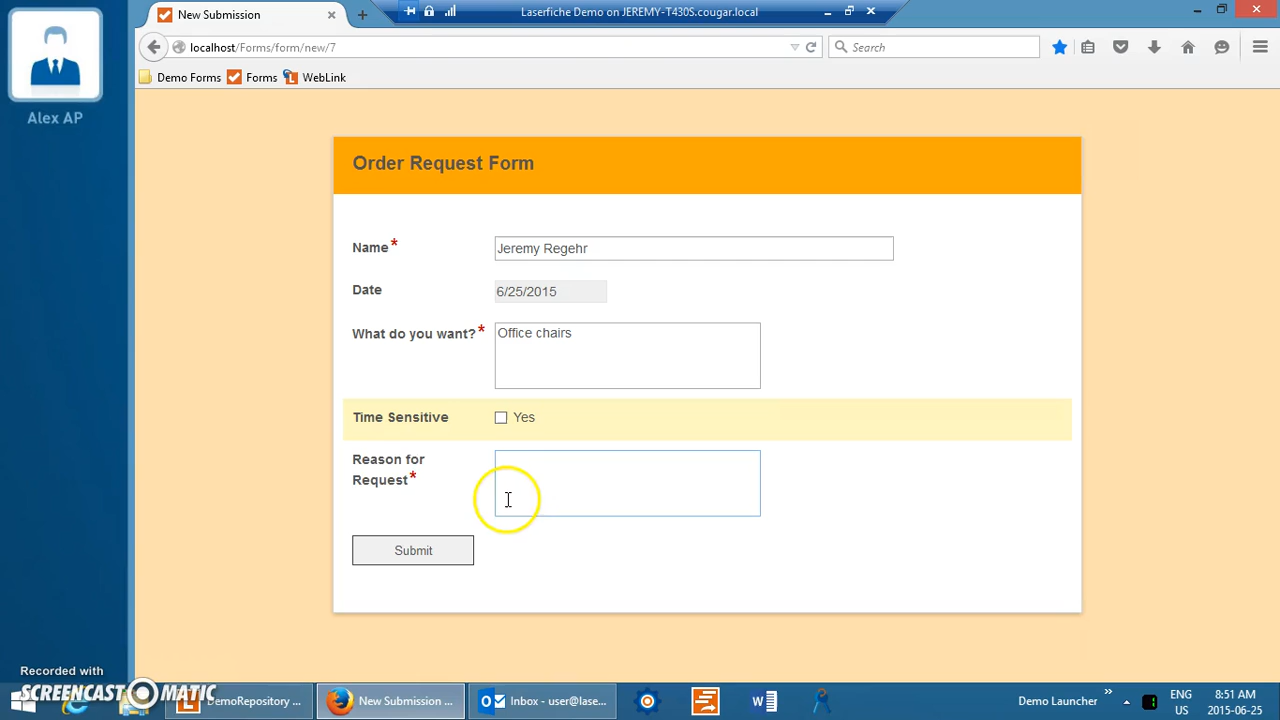 New Submission
Laserfiche Demo on JEREMY-T430S.cougar.local
localhost/Forms/form/new/7
Search
Demo Forms
Forms
WebLink
Alex AP
Order Request Form
Name*
Jeremy Regehr
Date
6/25/2015
What do you want?*
Office chairs
Time Sensitive
Yes
Reason for
Request*
Submit
Recorded with
SCREENCAST-O-MATIC
DemoRepository ...
New Submission ...
Inbox - user@lase...
Demo Launcher
ENG
US
8:51 AM
2015-06-25